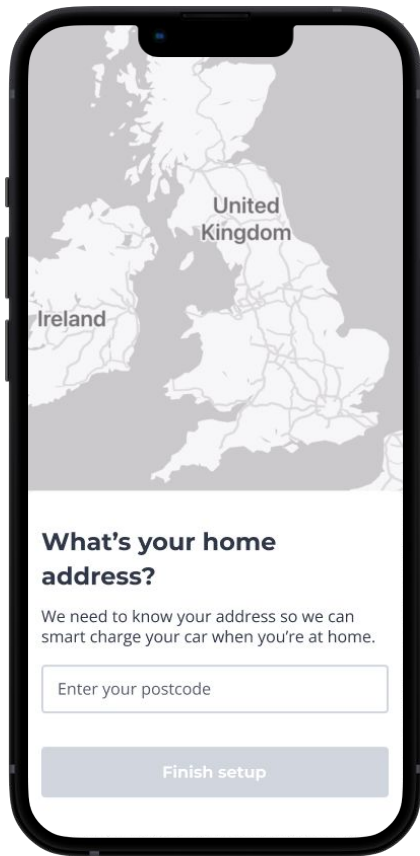 United
Kingdom
Ireland
What’s your home
address?
We need to know your address so we can
smart charge your car when you’re at home.
Enter your postcode
Finish setup